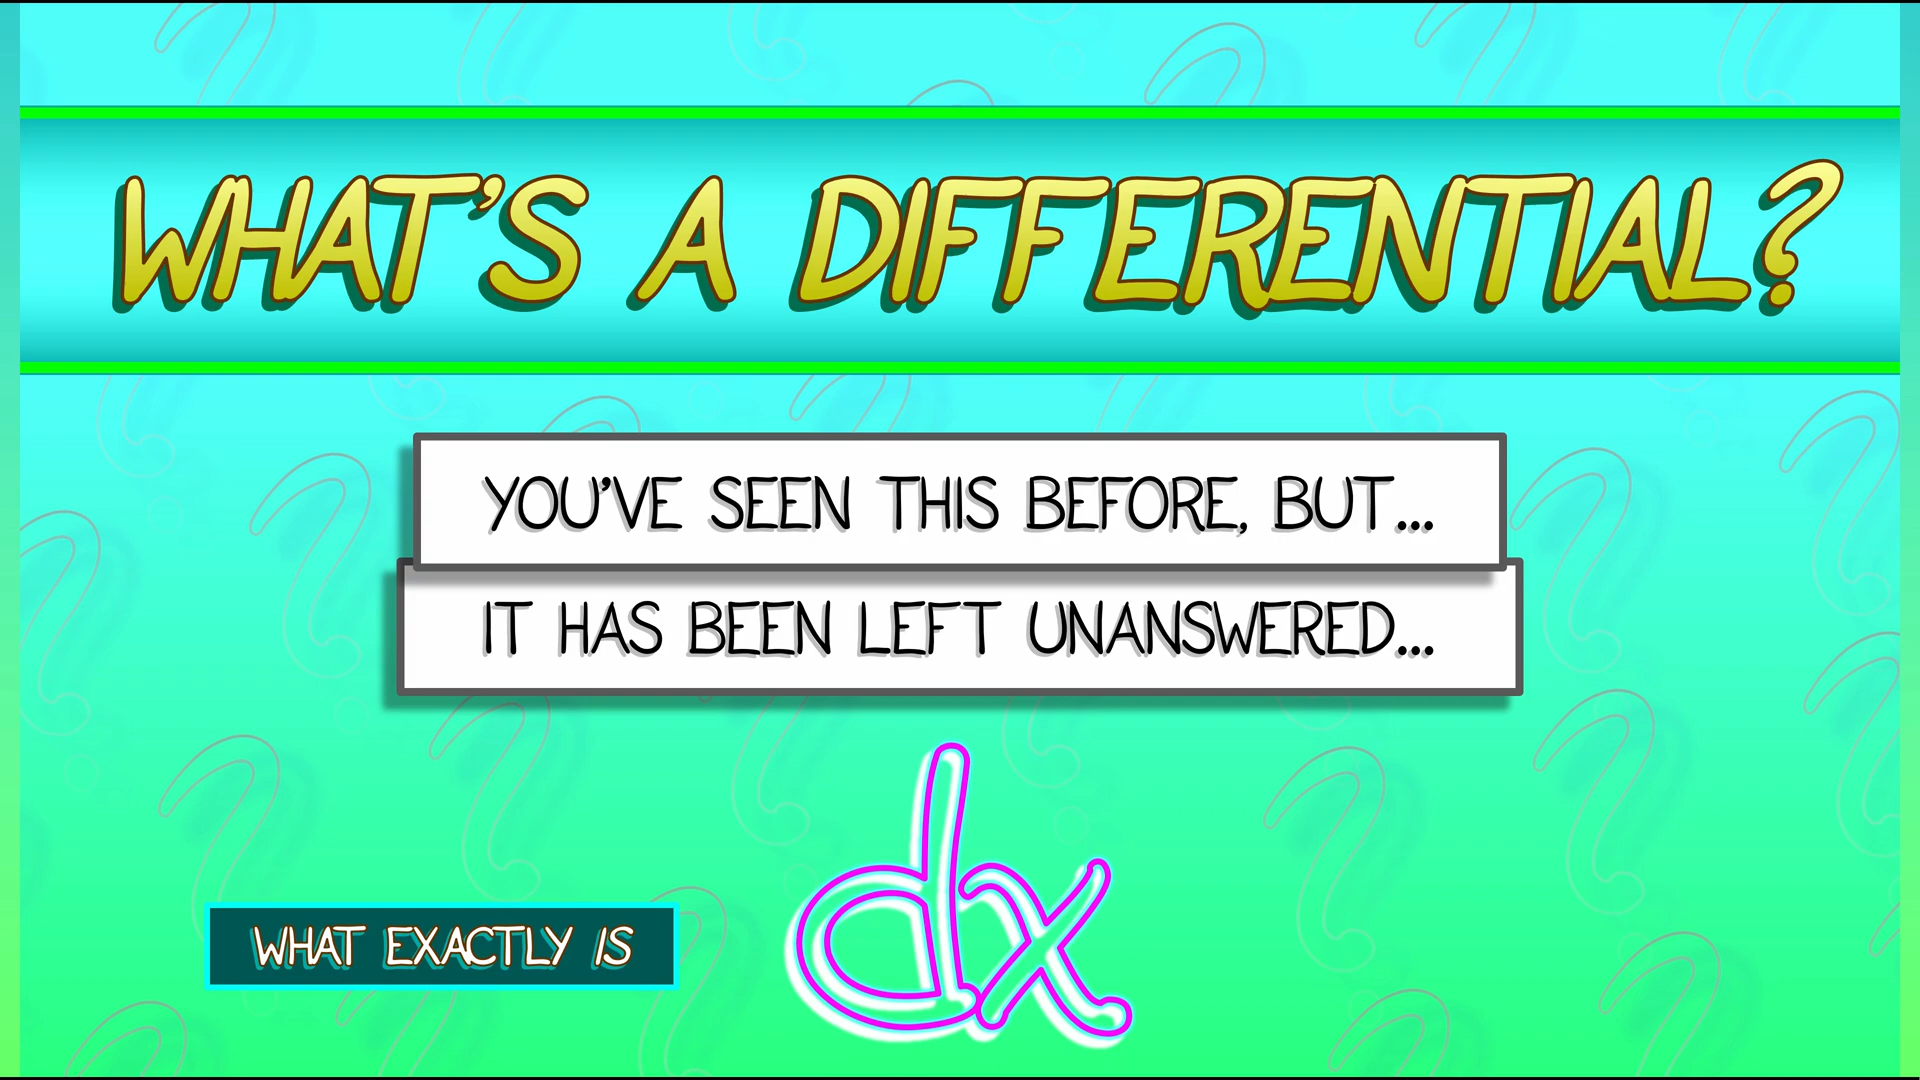 WHAT'S A DIFFERENTIAL?
YOU'VE SEEN THIS BEFORE, BUT...
IT HAS BEEN LEFT UNANSWERED...
WHAT EXACTLY IS
dx